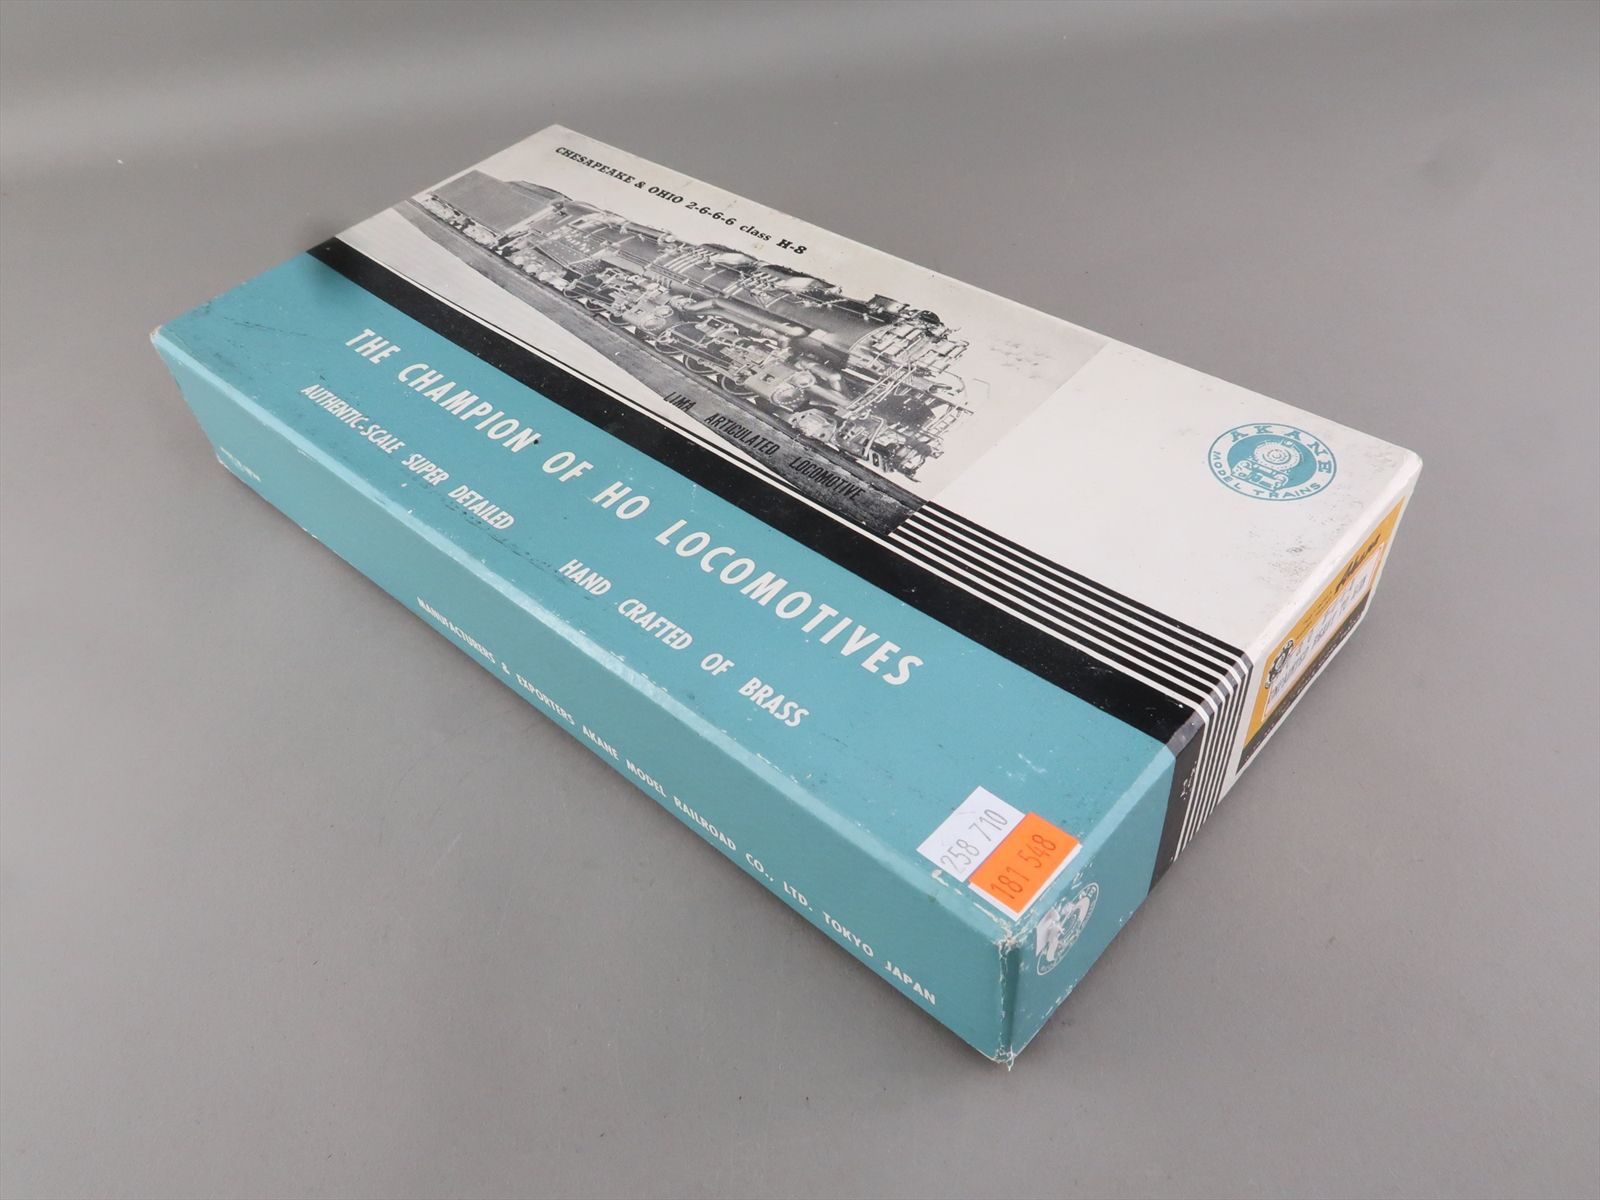 CHESAPEAKE & OHIO 2-6-6-6 class H-8
LIMA ARTICULATED LOCOMOTIVE
AKANE
MODEL TRAINS
THE CHAMPION OF HO LOCOMOTIVES
AUTHENTIC-SCALE SUPER DETAILED HAND CRAFTED OF BRASS
MANUFACTURERS & EXPORTERS AKANE MODEL RAILROAD CO., LTD. TOKYO JAPAN
258 710
181 548